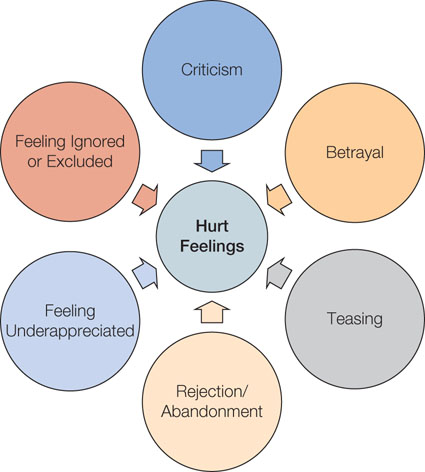 Criticism
Feeling Ignored
or Excluded
Betrayal
Hurt
Feelings
Feeling
Underappreciated
Teasing
Rejection/
Abandonment